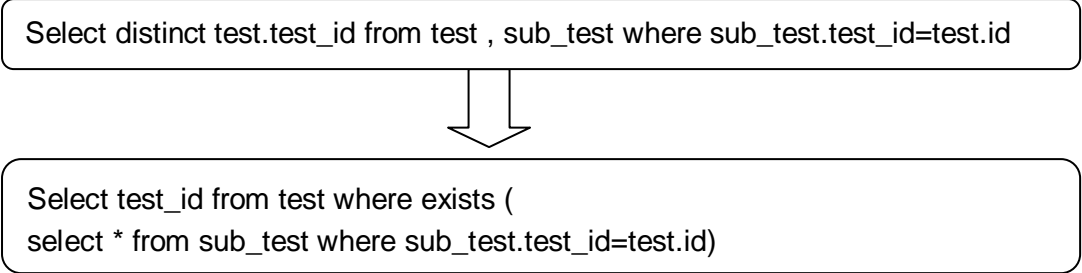 Select distinct test.test_id from test , sub_test where sub_test.test_id=test.id
Select test_id from test where exists (
select * from sub_test where sub_test.test_id=test.id)